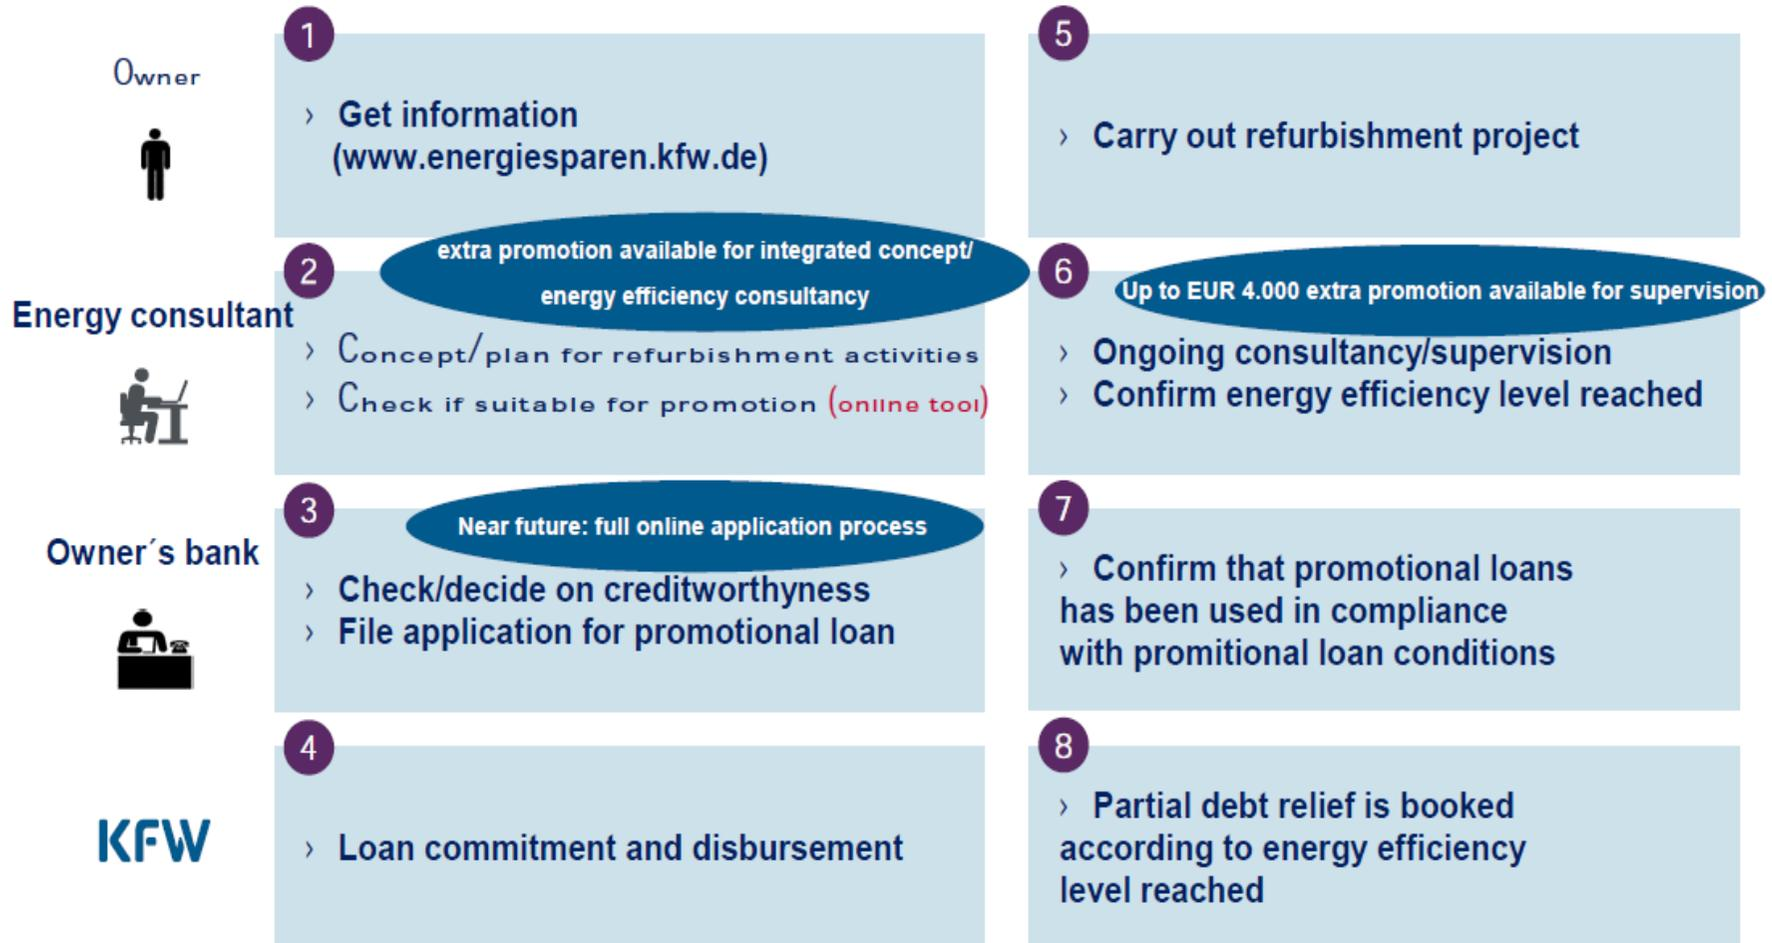 Owner
1
› Get information
(www.energiesparen.kfw.de)
Energy consultant
2
extra promotion available for integrated concept/
energy efficiency consultancy
› Concept/plan for refurbishment activities
› Check if suitable for promotion (online tool)
Owner´s bank
3
Near future: full online application process
› Check/decide on creditworthyness
› File application for promotional loan
KFW
4
› Loan commitment and disbursement
5
› Carry out refurbishment project
6
Up to EUR 4.000 extra promotion available for supervision
› Ongoing consultancy/supervision
› Confirm energy efficiency level reached
7
› Confirm that promotional loans
has been used in compliance
with promitional loan conditions
8
› Partial debt relief is booked
according to energy efficiency
level reached